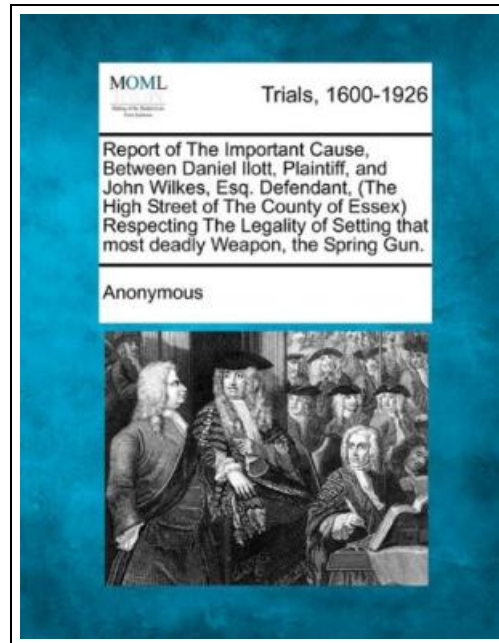 MOML
Trials, 1600-1926
Report of The Important Cause,
Between Daniel Ilott, Plaintiff, and
John Wilkes, Esq. Defendant, (The
High Street of The County of Essex)
Respecting The Legality of Setting that
most deadly Weapon, the Spring Gun.
Anonymous